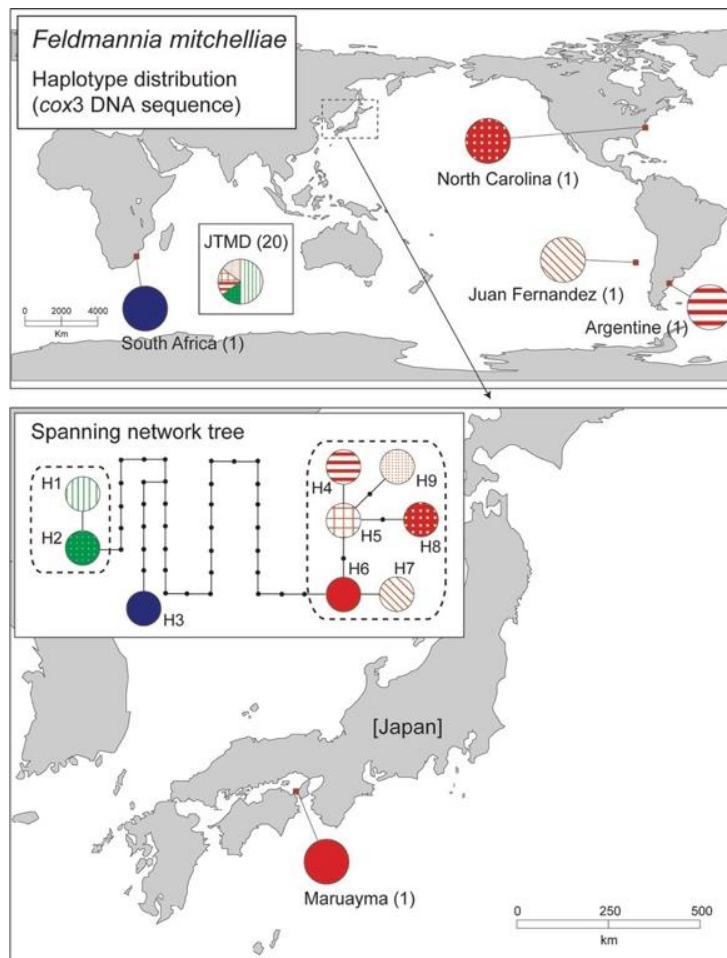 Feldmannia mitchelliae
Haplotype distribution
(cox3 DNA sequence)
North Carolina (1)
JTMD (20)
Juan Fernandez (1)
Argentine (1)
South Africa (1)
0 2000 4000
Km
Spanning network tree
H1
H2
H3
H4
H9
H5
H8
H6
H7
[Japan]
Maruayma (1)
0 250 500
km